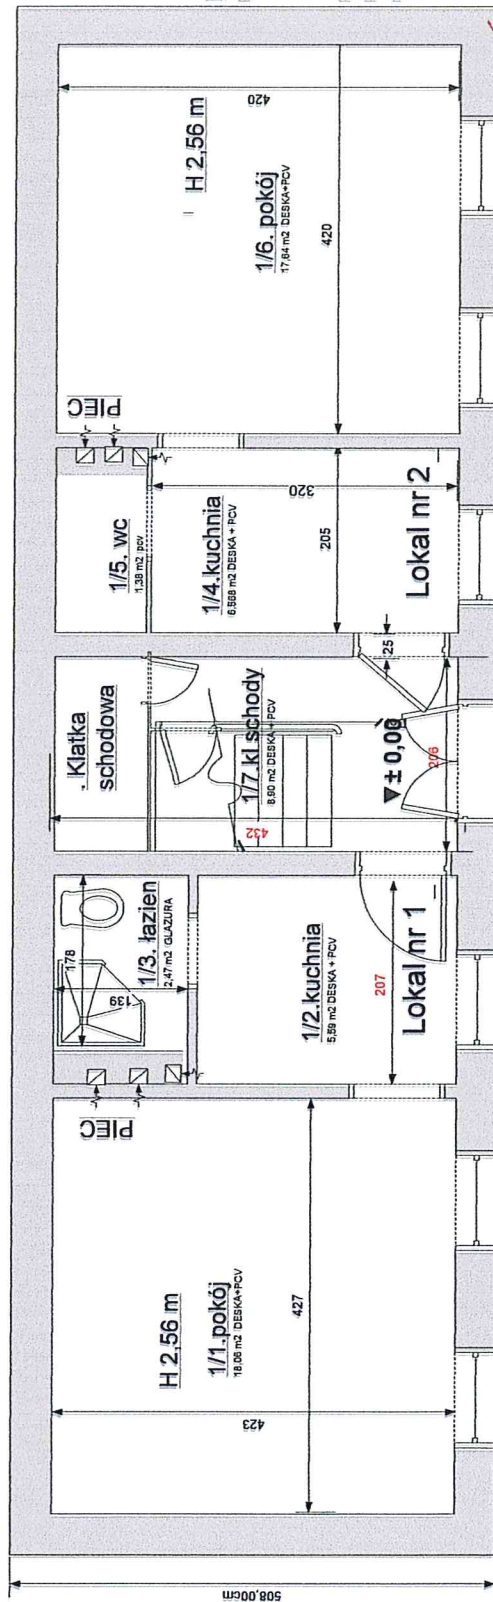 H 2,56 m
1/1.pokój
18,06 m2 DESKA+PCV
427
423
508,00cm
PIEC
1/3. łazien
2,47 m2 GLAZURA
178
139
1/2.kuchnia
5,59 m2 DESKA + PCV
207
Lokal nr 1
. Klatka
schodowa
1/7.kl schody
8,90 m2 DESKA + PCV
432
± 0,00
206
25
1/5. wc
1,38 m2 pcv
1/4.kuchnia
6,568 m2 DESKA + PCV
320
205
Lokal nr 2
PIEC
H 2,56 m
1/6. pokój
17,64 m2 DESKA+PCV
420
420